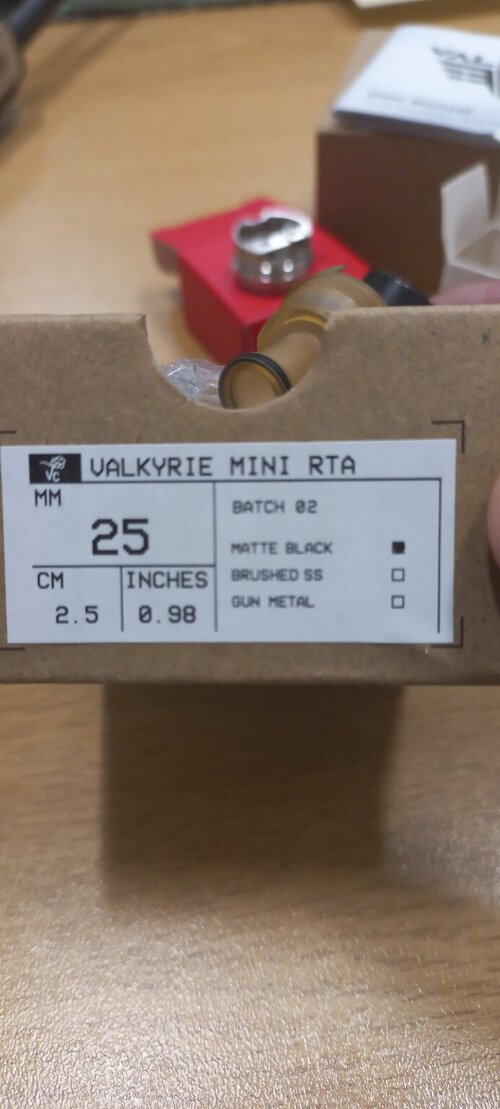 VC
VALKYRIE MINI RTA
MM
25
CM
2.5
INCHES
0.98
BATCH 02
MATTE BLACK
BRUSHED SS
GUN METAL